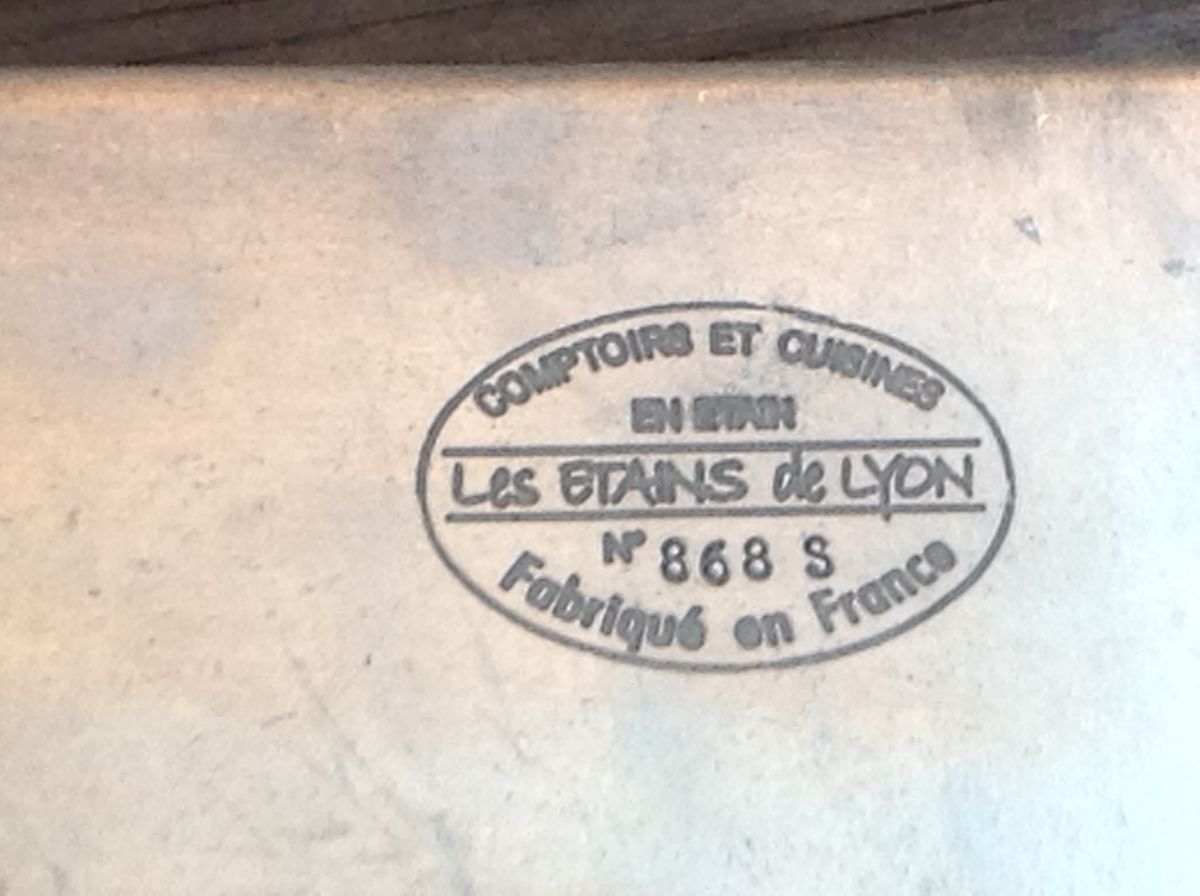 COMPTOIRS ET CUISINES
EN ETAIN
Les ETAINS de LYON
N° 868 S
Fabriqué en France